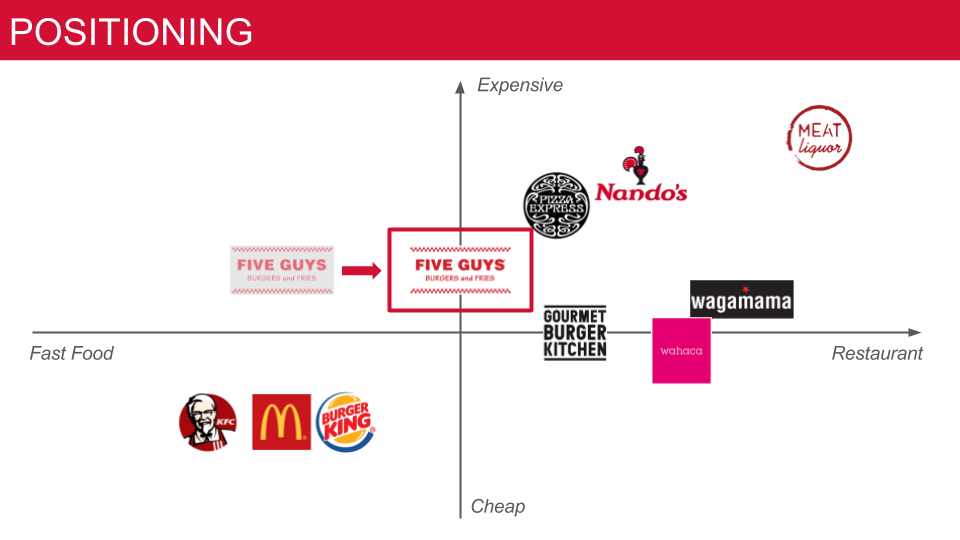 POSITIONING
Expensive
MEAT
liquor
Nando's
PIZZA
EXPRESS
FIVE GUYS
BURGERS and FRIES
FIVE GUYS
BURGERS and FRIES
wagamama
GOURMET
BURGER
KITCHEN
wahaca
Fast Food
Restaurant
KFC
M
BURGER
KING
Cheap